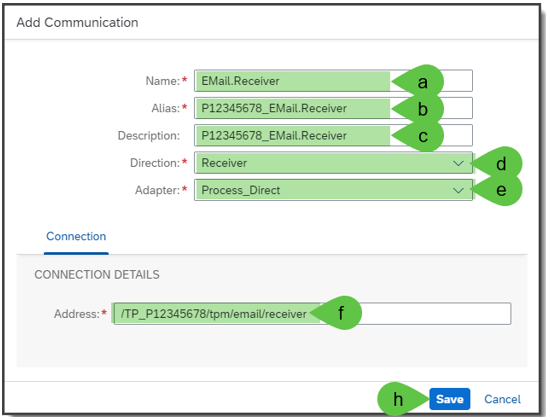 Add Communication
Name:* EMail.Receiver a
Alias:* P12345678_EMail.Receiver b
Description: P12345678_EMail.Receiver c
Direction:* Receiver d
Adapter:* Process_Direct e
Connection
CONNECTION DETAILS
Address:* /TP_P12345678/tpm/email/receiver f
h Save Cancel